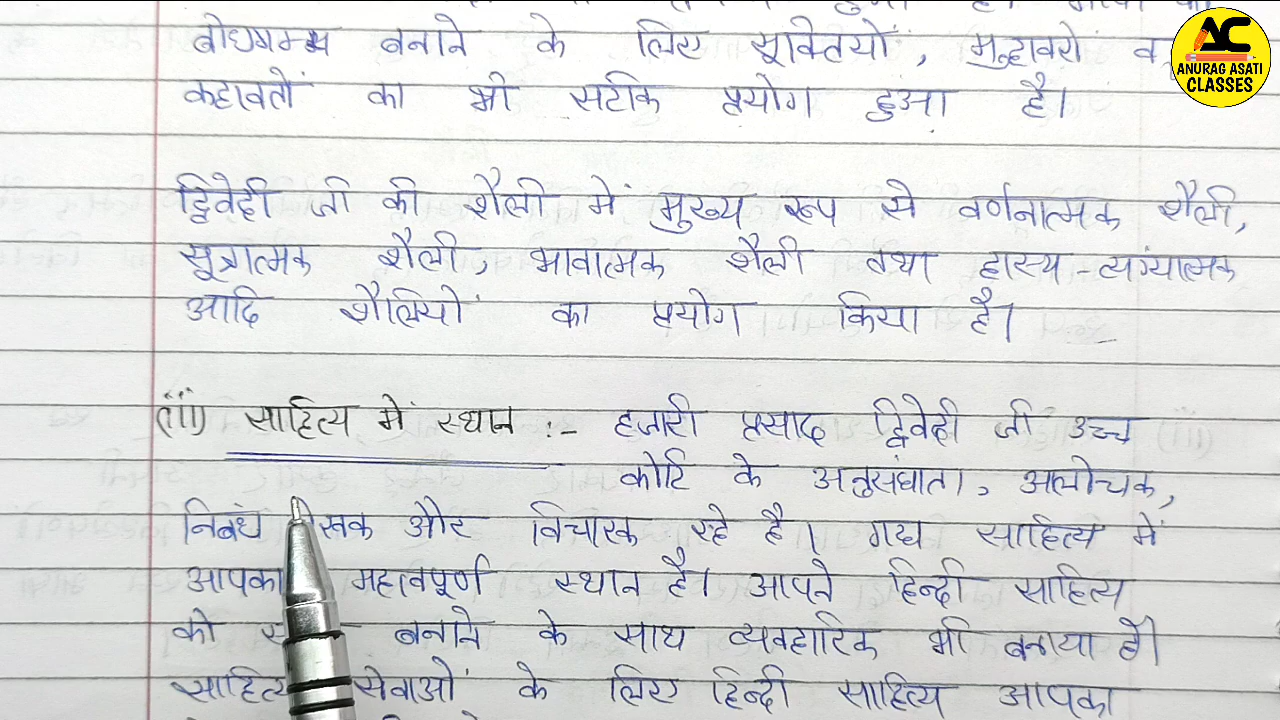 बोधगम्य बनाने के लिए सूक्तियों, मुहावरों व
कहावतों का भी सटीक प्रयोग हुआ है।
द्विवेदी जी की शैली में मुख्य रूप से वर्णनात्मक शैली,
सूत्रात्मक शैली, भावात्मक शैली तथा हास्य-व्यंग्यात्मक
आदि शैलियों का प्रयोग किया है।
(iii) साहित्य में स्थान :- हजारी प्रसाद द्विवेदी जी उच्च
कोटि के अनुसंधाता, आलोचक,
निबंध और विचारक रहे है। गद्य साहित्य में
आपका महत्वपूर्ण स्थान है। आपने हिन्दी साहित्य
को बनाने के साथ व्यवहारिक भी बनाया है।
सेवाओं के लिए हिन्दी साहित्य आपका
AC
ANURAG ASATI
CLASSES